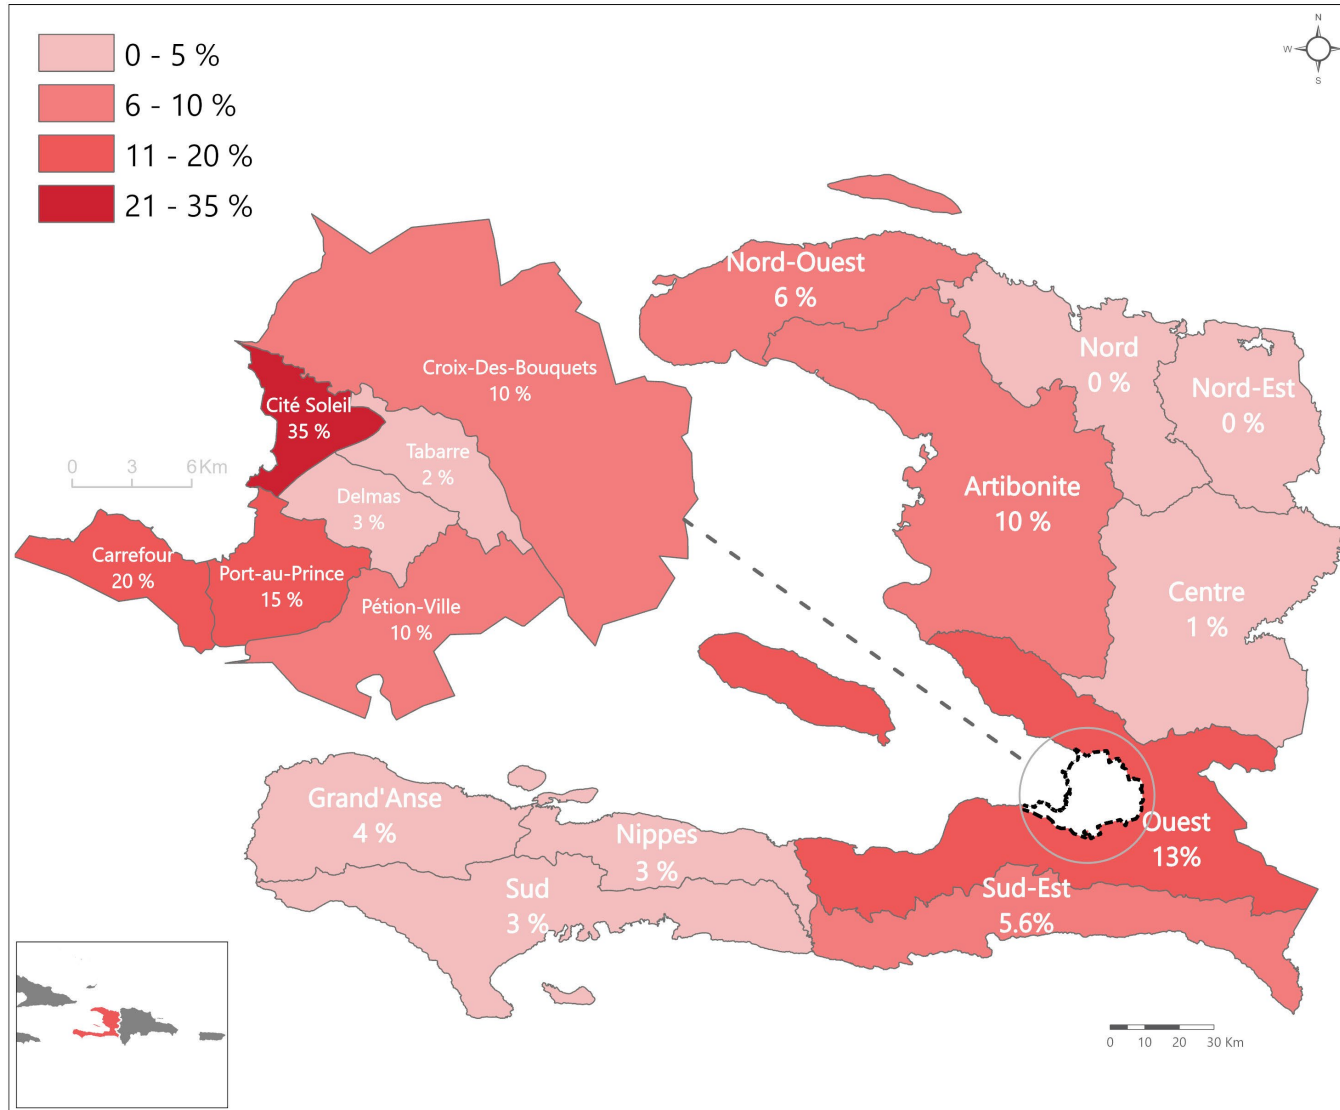 0 - 5 %
6 - 10 %
11 - 20 %
21 - 35 %
N
W
S
Nord-Ouest
6 %
Nord
0 %
Nord-Est
0 %
Croix-Des-Bouquets
10 %
Cité Soleil
35 %
Tabarre
2 %
0 3 6 Km
Delmas
3 %
Artibonite
10 %
Carrefour
20 %
Port-au-Prince
15 %
Pétion-Ville
10 %
Centre
1 %
Grand'Anse
4 %
Nippes
3 %
Ouest
13%
Sud
3 %
Sud-Est
5.6%
0 10 20 30 Km